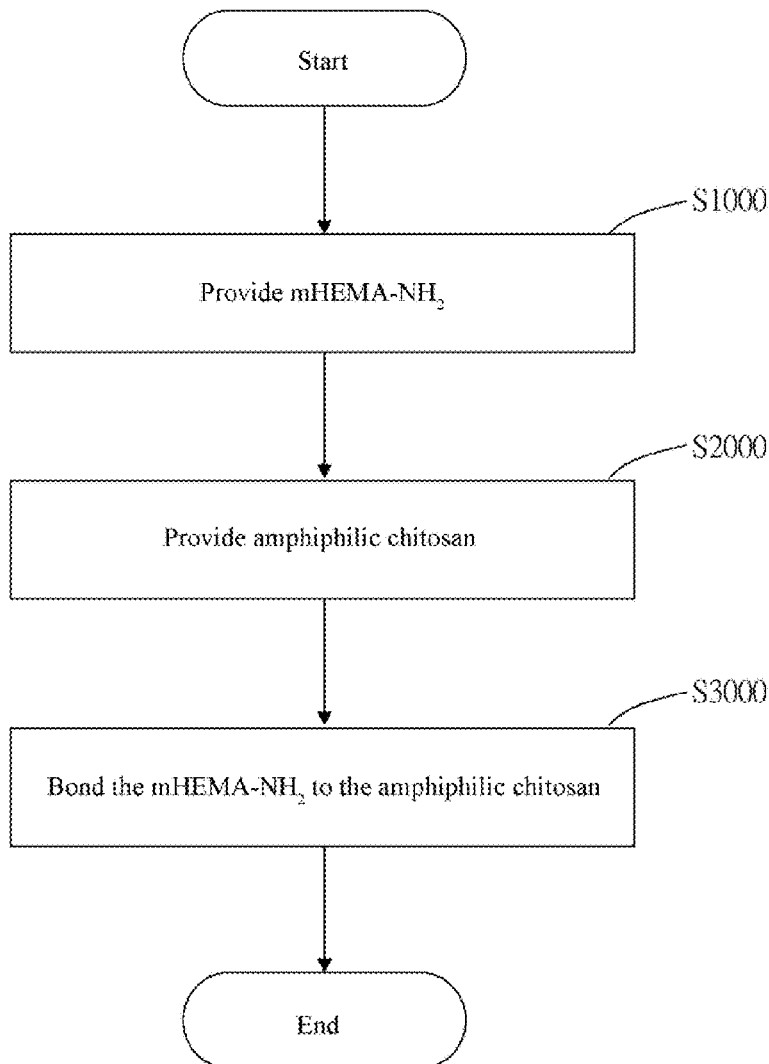 Start
S1000
Provide mHEMA-NH₂
S2000
Provide amphiphilic chitosan
S3000
Bond the mHEMA-NH₂ to the amphiphilic chitosan
End